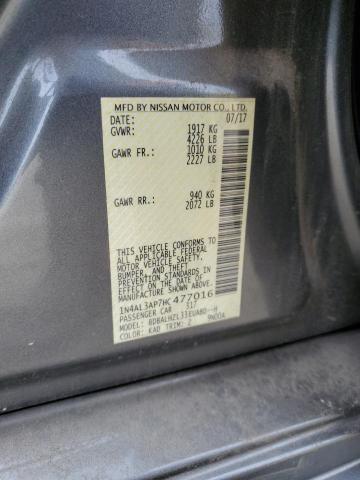 MFD BY NISSAN MOTOR CO., LTD.
DATE: 07/17
GVWR: 1917 KG
4226 LB
GAWR FR.: 1010 KG
2227 LB
GAWR RR.: 940 KG
2072 LB
THIS VEHICLE CONFORMS TO
ALL APPLICABLE FEDERAL
MOTOR VEHICLE SAFETY,
BUMPER, AND THEFT
PREVENTION STANDARDS IN
EFFECT ON THE DATE OF
MANUFACTURE SHOWN ABOVE.
1N4AL3AP7HC477016
PASSENGER CAR 317
MODEL:
COLOR: KAD TRIM: Z